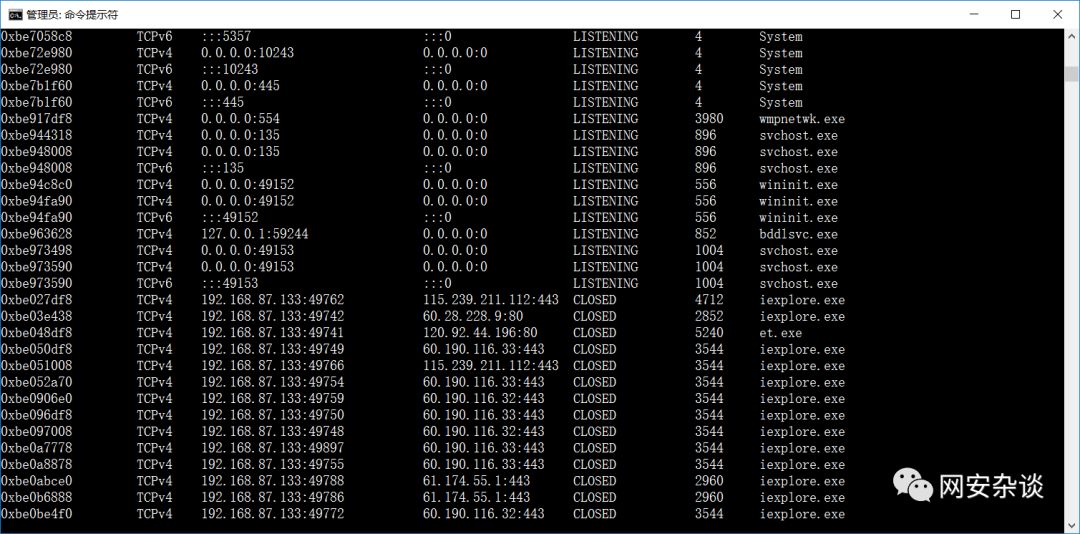 管理员: 命令提示符
0xbe7058c8 TCPv6 :::5357 :::0 LISTENING 4 System
0xbe72e980 TCPv4 0.0.0.0:10243 0.0.0.0:0 LISTENING 4 System
0xbe72e980 TCPv6 :::10243 :::0 LISTENING 4 System
0xbe7b1f60 TCPv4 0.0.0.0:445 0.0.0.0:0 LISTENING 4 System
0xbe7b1f60 TCPv6 :::445 :::0 LISTENING 4 System
0xbe917df8 TCPv4 0.0.0.0:554 0.0.0.0:0 LISTENING 3980 wmpnetwk.exe
0xbe944318 TCPv4 0.0.0.0:135 0.0.0.0:0 LISTENING 896 svchost.exe
0xbe948008 TCPv4 0.0.0.0:135 0.0.0.0:0 LISTENING 896 svchost.exe
0xbe948008 TCPv6 :::135 :::0 LISTENING 896 svchost.exe
0xbe94c8c0 TCPv4 0.0.0.0:49152 0.0.0.0:0 LISTENING 556 wininit.exe
0xbe94fa90 TCPv4 0.0.0.0:49152 0.0.0.0:0 LISTENING 556 wininit.exe
0xbe94fa90 TCPv6 :::49152 :::0 LISTENING 556 wininit.exe
0xbe963628 TCPv4 127.0.0.1:59244 0.0.0.0:0 LISTENING 852 bddlsvc.exe
0xbe973498 TCPv4 0.0.0.0:49153 0.0.0.0:0 LISTENING 1004 svchost.exe
0xbe973590 TCPv4 0.0.0.0:49153 0.0.0.0:0 LISTENING 1004 svchost.exe
0xbe973590 TCPv6 :::49153 :::0 LISTENING 1004 svchost.exe
0xbe027df8 TCPv4 192.168.87.133:49762 115.239.211.112:443 CLOSED 4712 iexplore.exe
0xbe03e438 TCPv4 192.168.87.133:49742 60.28.228.9:80 CLOSED 2852 iexplore.exe
0xbe048df8 TCPv4 192.168.87.133:49741 120.92.44.196:80 CLOSED 5240 et.exe
0xbe050df8 TCPv4 192.168.87.133:49749 60.190.116.33:443 CLOSED 3544 iexplore.exe
0xbe051008 TCPv4 192.168.87.133:49766 115.239.211.112:443 CLOSED 3544 iexplore.exe
0xbe052a70 TCPv4 192.168.87.133:49754 60.190.116.33:443 CLOSED 3544 iexplore.exe
0xbe0906e0 TCPv4 192.168.87.133:49759 60.190.116.32:443 CLOSED 3544 iexplore.exe
0xbe096df8 TCPv4 192.168.87.133:49750 60.190.116.33:443 CLOSED 3544 iexplore.exe
0xbe097008 TCPv4 192.168.87.133:49748 60.190.116.32:443 CLOSED 3544 iexplore.exe
0xbe0a7778 TCPv4 192.168.87.133:49897 60.190.116.33:443 CLOSED 3544 iexplore.exe
0xbe0a8878 TCPv4 192.168.87.133:49755 60.190.116.33:443 CLOSED 3544 iexplore.exe
0xbe0abce0 TCPv4 192.168.87.133:49788 61.174.55.1:443 CLOSED 2960 iexplore.exe
0xbe0b6888 TCPv4 192.168.87.133:49786 61.174.55.1:443 CLOSED 2960 iexplore.exe
0xbe0be4f0 TCPv4 192.168.87.133:49772 60.190.116.32:443 CLOSED 3544 iexplore.exe
网安杂谈